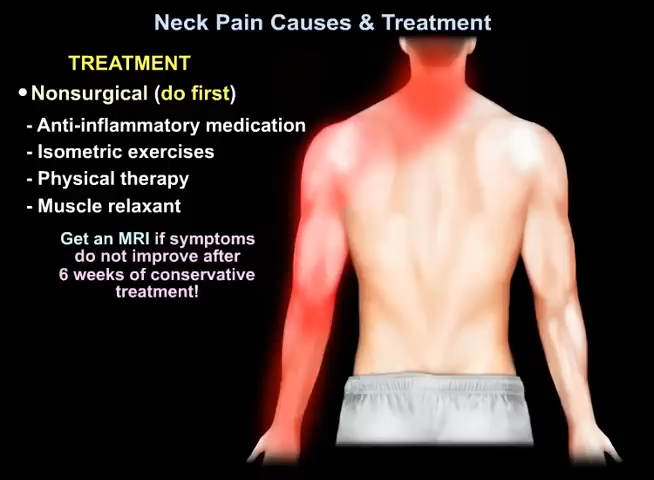 Neck Pain Causes & Treatment
TREATMENT
• Nonsurgical (do first)
- Anti-inflammatory medication
- Isometric exercises
- Physical therapy
- Muscle relaxant
Get an MRI if symptoms
do not improve after
6 weeks of conservative
treatment!